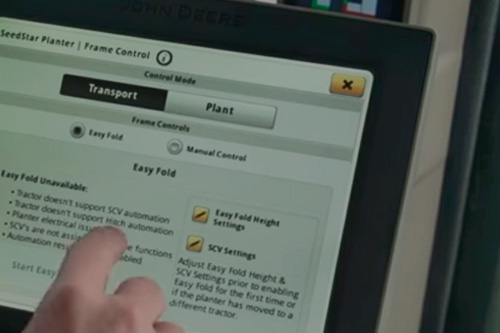 JOHN DEERE
SeedStar Planter | Frame Control i
Control Mode
Transport Plant
Frame Controls
Easy Fold Manual Control
Easy Fold
Easy Fold Unavailable:
• Tractor doesn't support SCV automation
• Tractor doesn't support Hitch automation
• Planter electrical
• SCV's are not functions
• Automation
Start Easy
Easy Fold Height
Settings
SCV Settings
Adjust Easy Fold Height &
SCV Settings prior to enabling
Easy Fold for the first time or
if the planter has moved to a
different tractor.